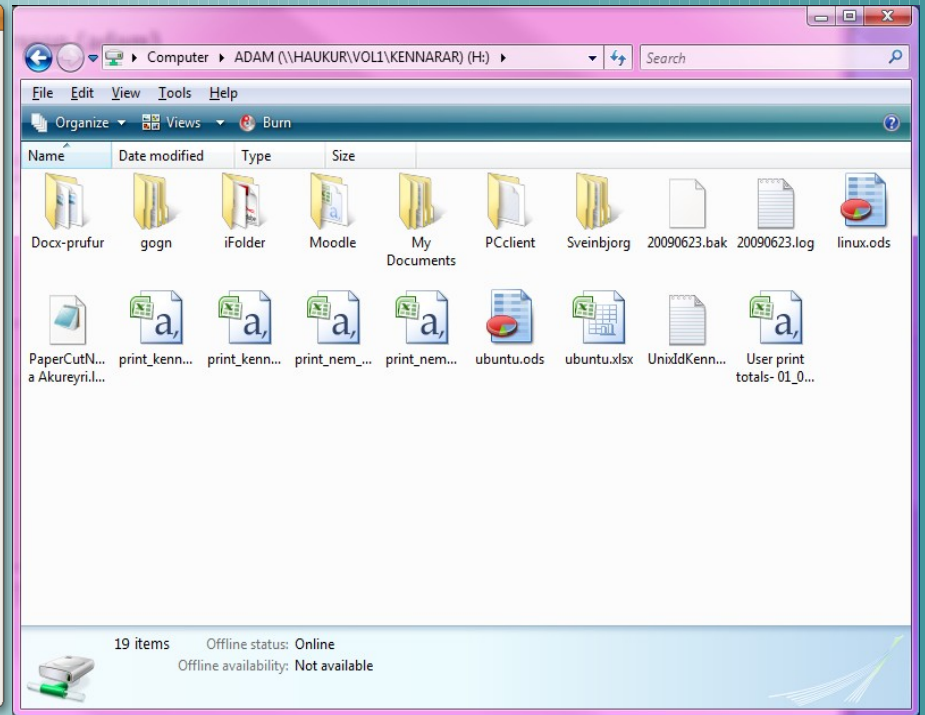 Computer ▸ ADAM (\\HAUKUR\VOL1\KENNARAR) (H:) ▸ Search
File Edit View Tools Help
Organize Views Burn
Name Date modified Type Size
Docx-prufur gogn iFolder Moodle My Documents PCclient Sveinbjorg 20090623.bak 20090623.log linux.ods
PaperCutN...a Akureyri.l... print_kenn... print_kenn... print_nem_... print_nem... ubuntu.ods ubuntu.xlsx UnixIdKenn... User print totals- 01_0...
19 items Offline status: Online
Offline availability: Not available